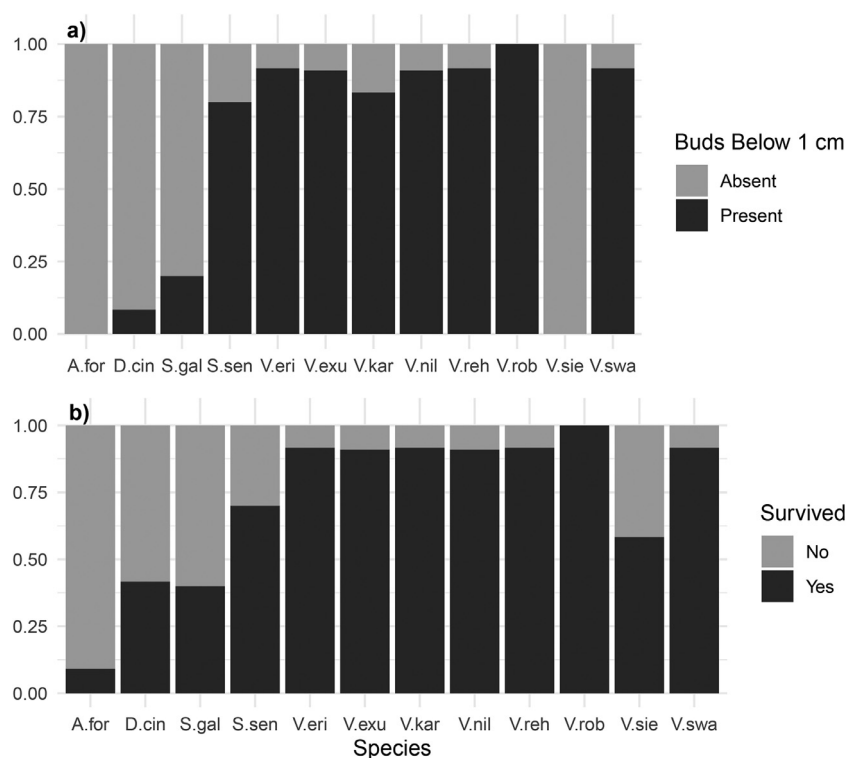 a)
1.00
0.75
0.50
0.25
0.00
A.for D.cin S.gal S.sen V.eri V.exu V.kar V.nil V.reh V.rob V.sie V.swa
Buds Below 1 cm
Absent
Present
b)
1.00
0.75
0.50
0.25
0.00
A.for D.cin S.gal S.sen V.eri V.exu V.kar V.nil V.reh V.rob V.sie V.swa
Species
Survived
No
Yes